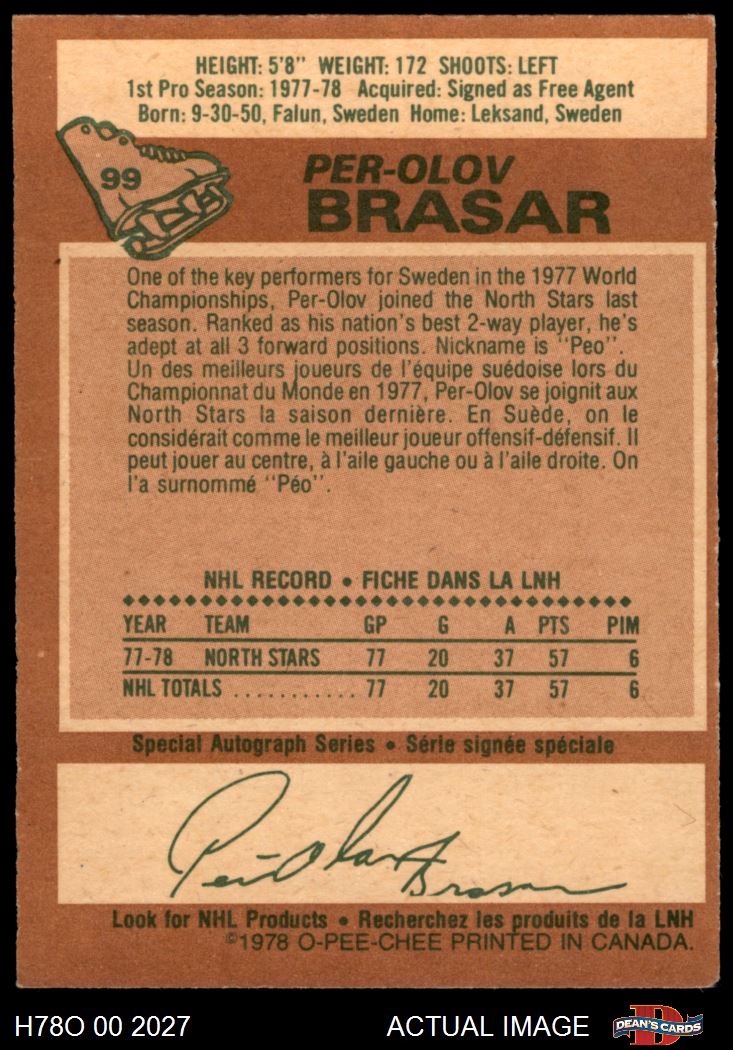 HEIGHT: 5'8" WEIGHT: 172 SHOOTS: LEFT
1st Pro Season: 1977-78 Acquired: Signed as Free Agent
Born: 9-30-50, Falun, Sweden Home: Leksand, Sweden
99
PER-OLOV
BRASAR
One of the key performers for Sweden in the 1977 World
Championships, Per-Olov joined the North Stars last
season. Ranked as his nation's best 2-way player, he's
adept at all 3 forward positions. Nickname is "Peo".
Un des meilleurs joueurs de l'équipe suédoise lors du
Championnat du Monde en 1977, Per-Olov se joignit aux
North Stars la saison dernière. En Suède, on le
considérait comme le meilleur joueur offensif-défensif. Il
peut jouer au centre, à l'aile gauche ou à l'aile droite. On
l'a surnommé "Péo".
NHL RECORD • FICHE DANS LA LNH
YEAR TEAM GP G A PTS PIM
77-78 NORTH STARS 77 20 37 57 6
NHL TOTALS ........... 77 20 37 57 6
Special Autograph Series • Série signée spéciale
Per-Olov Brasar
Look for NHL Products • Recherchez les produits de la LNH
©1978 O-PEE-CHEE PRINTED IN CANADA.
H78O 00 2027 ACTUAL IMAGE DEAN'S CARDS